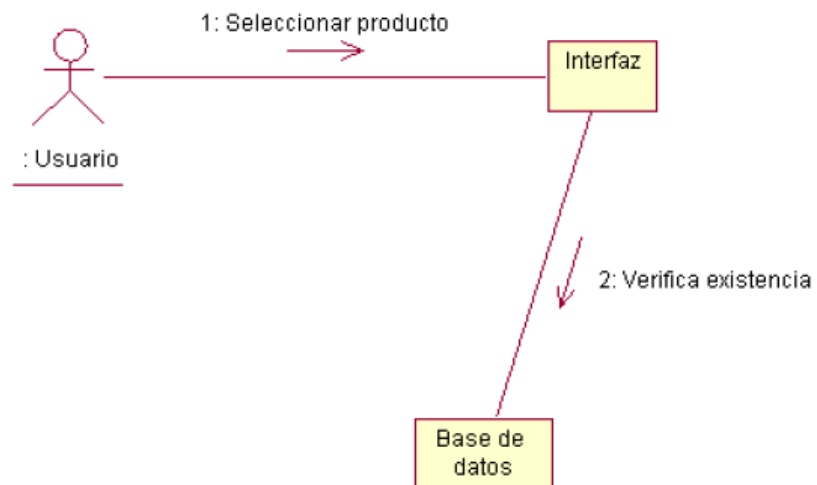 1: Seleccionar producto
Interfaz
: Usuario
2: Verifica existencia
Base de
datos